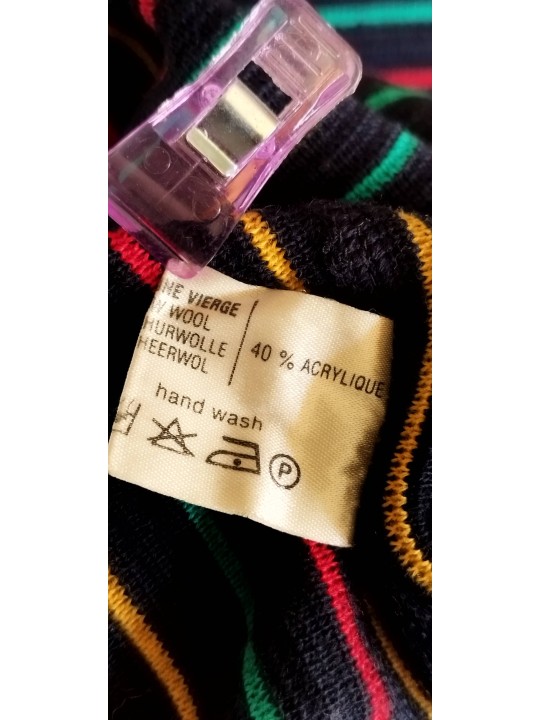 NE VIERGE
W WOOL
HURWOLLE
HEERWOL
40 % ACRYLIQUE
hand wash
P